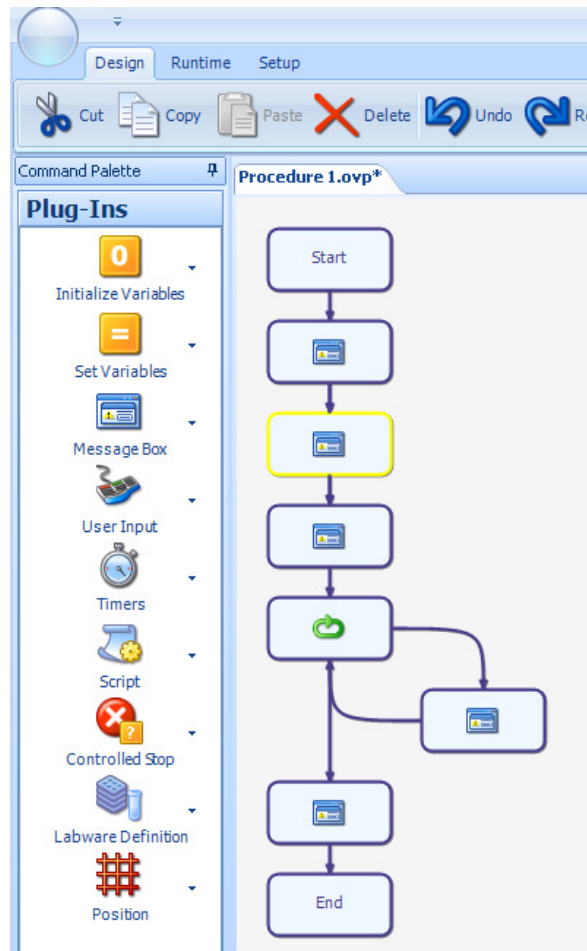 Design Runtime Setup
Cut Copy Paste Delete Undo
Command Palette
Procedure 1.ovp*
Plug-Ins
0
Initialize Variables
=
Set Variables
Message Box
User Input
Timers
Script
?
Controlled Stop
Labware Definition
Position
Start
End